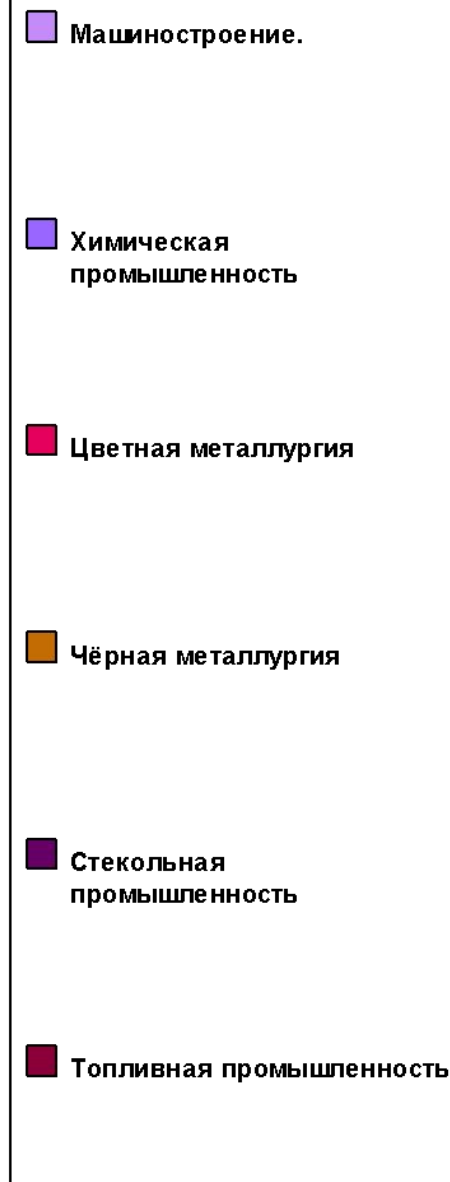 Машиностроение.
Химическая
промышленность
Цветная металлургия
Чёрная металлургия
Стекольная
промышленность
Топливная промышленность